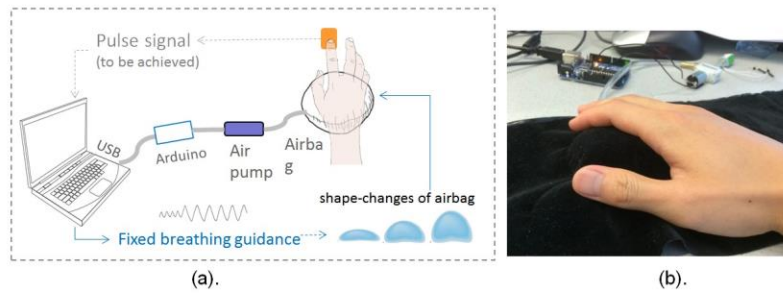 Pulse signal
(to be achieved)
USB
Arduino
Air
pump
Airba
g
shape-changes of airbag
Fixed breathing guidance
(a).
(b).